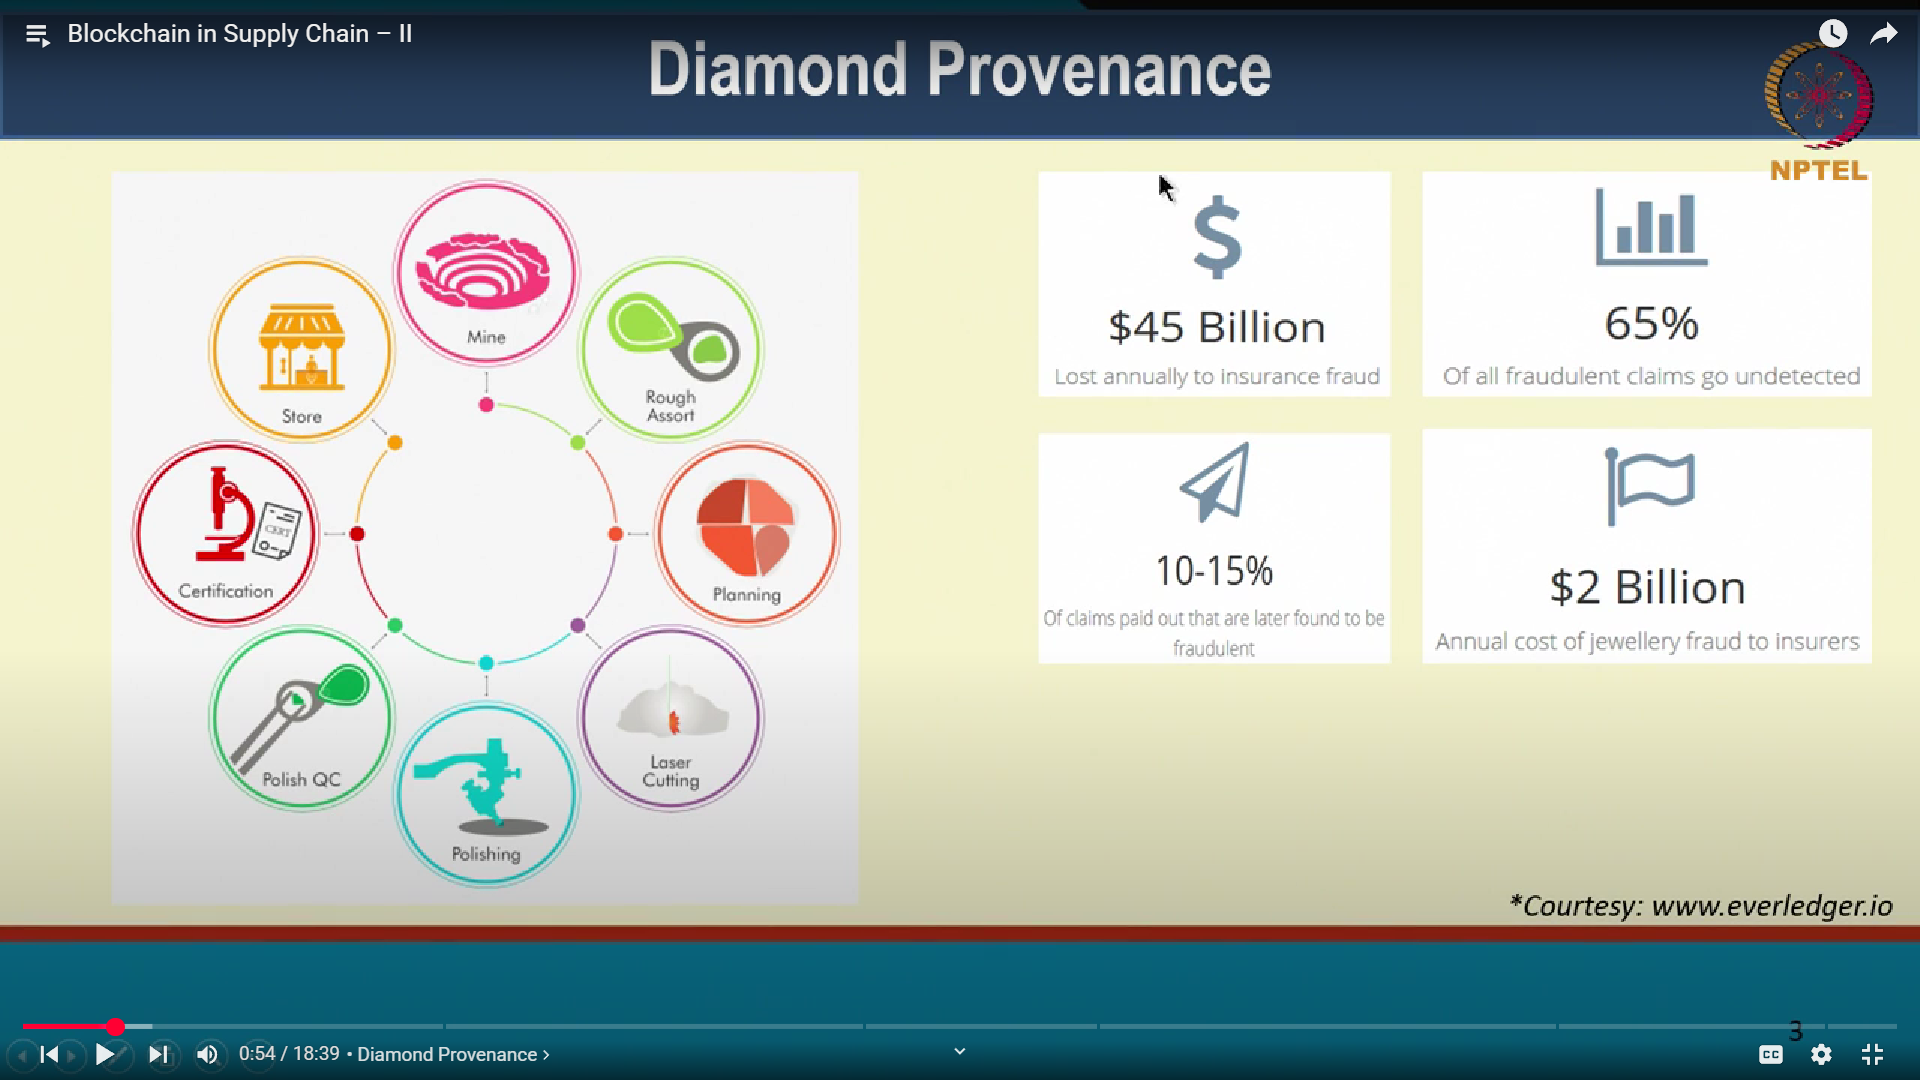 Blockchain in Supply Chain – II
Diamond Provenance
NPTEL
Mine
Rough
Assort
Planning
Laser
Cutting
Polishing
Polish QC
Certification
CERT
Store
$
$45 Billion
Lost annually to insurance fraud
65%
Of all fraudulent claims go undetected
10-15%
Of claims paid out that are later found to be
fraudulent
$2 Billion
Annual cost of jewellery fraud to insurers
*Courtesy: www.everledger.io
3
0:54 / 18:39 • Diamond Provenance ›
CC